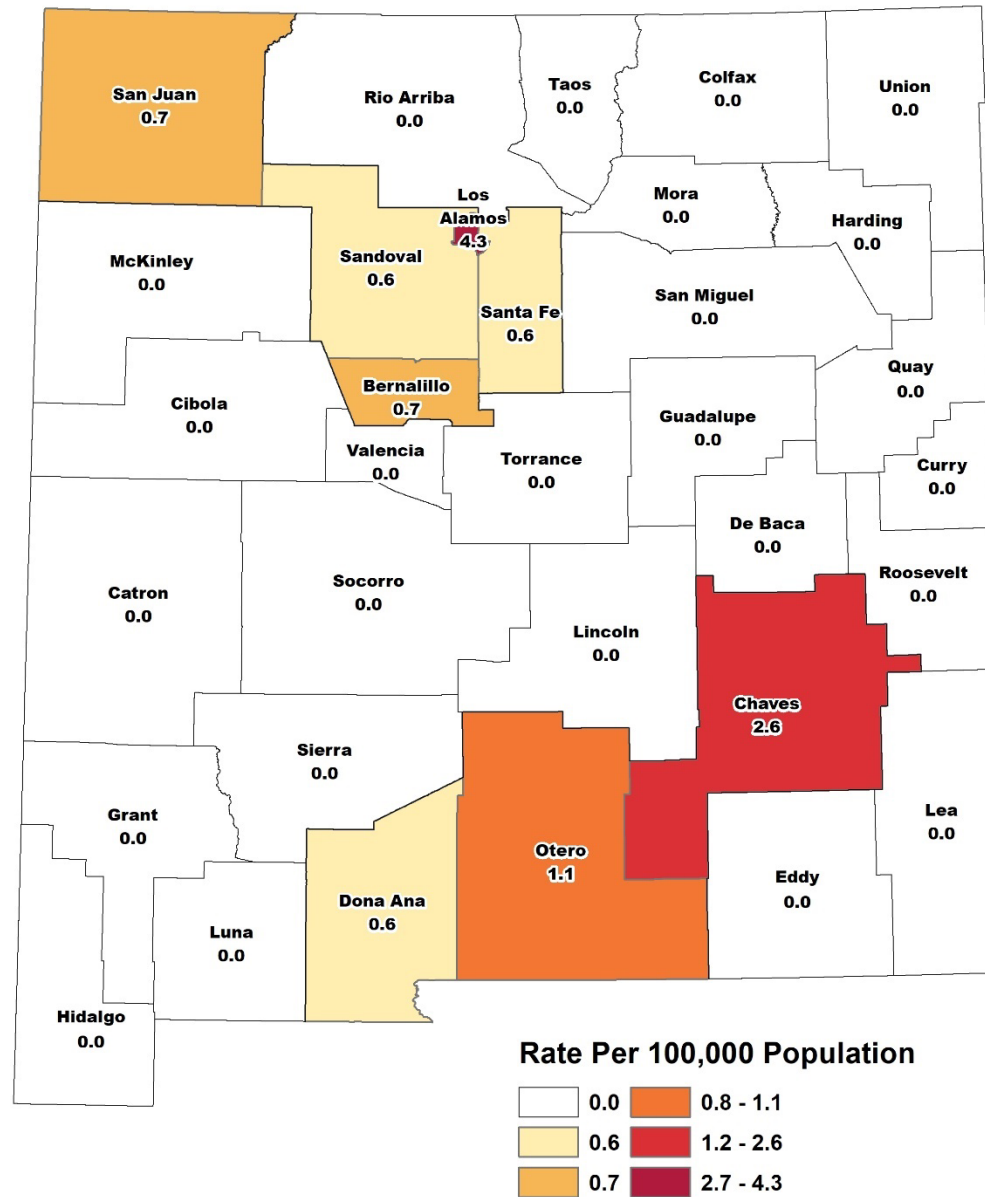 San Juan
0.7
Rio Arriba
0.0
Taos
0.0
Colfax
0.0
Union
0.0
Los
Alamos
4.3
Mora
0.0
Harding
0.0
McKinley
0.0
Sandoval
0.6
Santa Fe
0.6
San Miguel
0.0
Quay
0.0
Bernalillo
0.7
Cibola
0.0
Valencia
0.0
Torrance
0.0
Guadalupe
0.0
Curry
0.0
De Baca
0.0
Roosevelt
0.0
Catron
0.0
Socorro
0.0
Lincoln
0.0
Chaves
2.6
Sierra
0.0
Grant
0.0
Otero
1.1
Lea
0.0
Eddy
0.0
Dona Ana
0.6
Luna
0.0
Hidalgo
0.0
Rate Per 100,000 Population
0.0
0.8 - 1.1
0.6
1.2 - 2.6
0.7
2.7 - 4.3